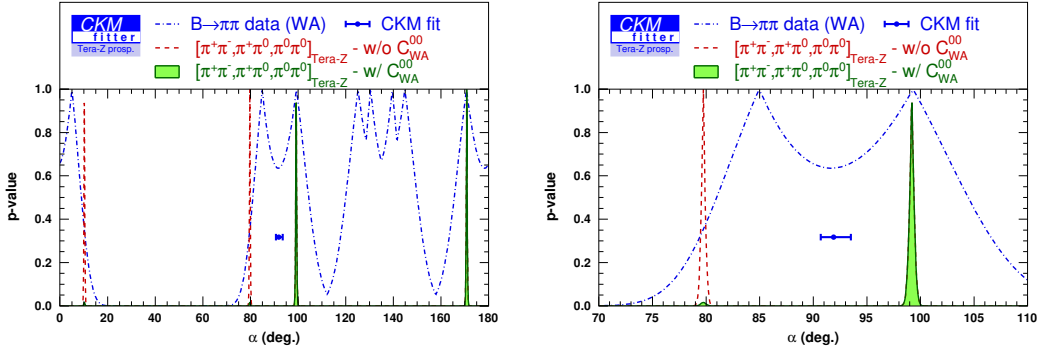 CKM
fitter
Tera-Z prosp.
B→ππ data (WA) CKM fit
[π⁺π⁻,π⁺π⁰,π⁰π⁰]Tera-Z - w/o C⁰⁰WA
[π⁺π⁻,π⁺π⁰,π⁰π⁰]Tera-Z - w/ C⁰⁰WA
p-value
1.0
0.8
0.6
0.4
0.2
0.0
0 20 40 60 80 100 120 140 160 180
α (deg.)
CKM
fitter
Tera-Z prosp.
B→ππ data (WA) CKM fit
[π⁺π⁻,π⁺π⁰,π⁰π⁰]Tera-Z - w/o C⁰⁰WA
[π⁺π⁻,π⁺π⁰,π⁰π⁰]Tera-Z - w/ C⁰⁰WA
p-value
1.0
0.8
0.6
0.4
0.2
0.0
70 75 80 85 90 95 100 105 110
α (deg.)